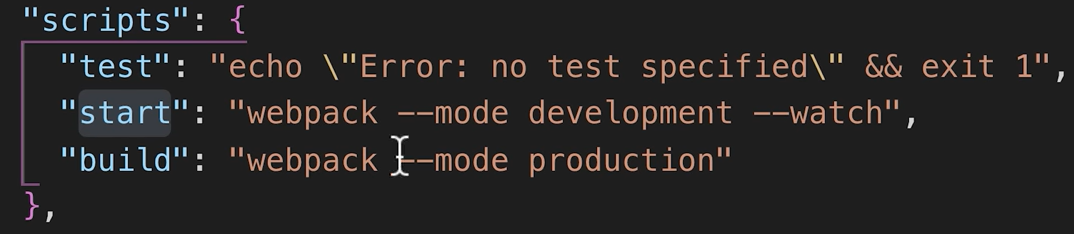 "scripts": {
"test": "echo \"Error: no test specified\" && exit 1",
"start": "webpack --mode development --watch",
"build": "webpack --mode production"
},